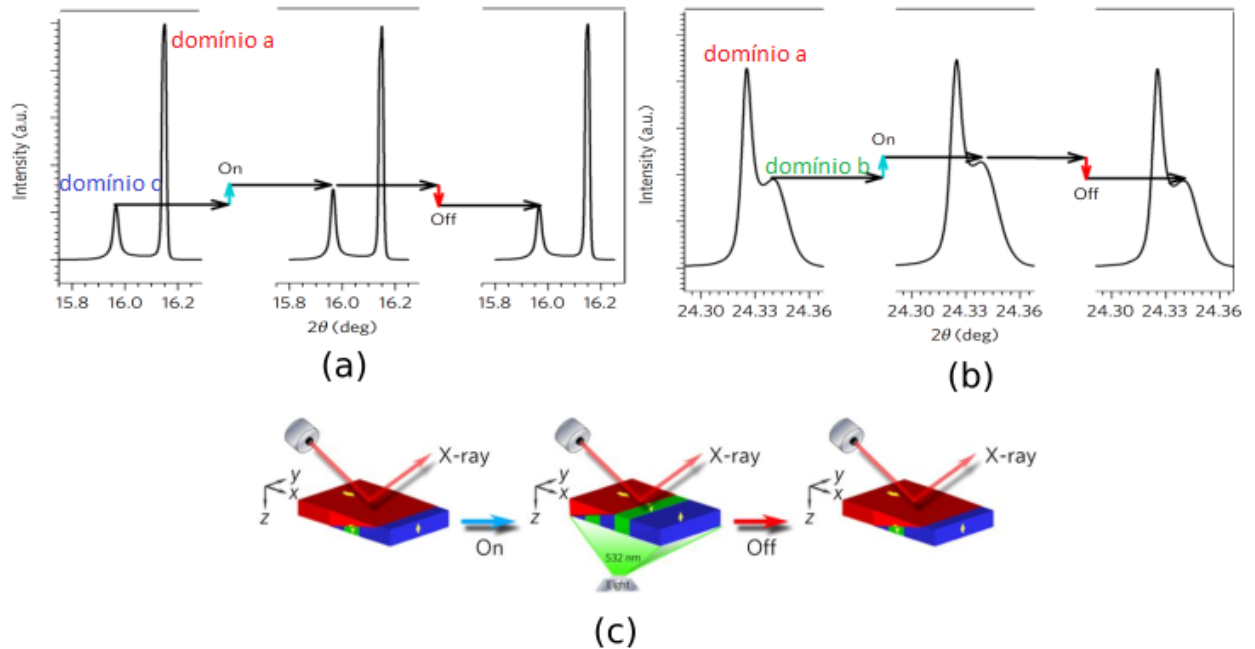 domínio a
domínio c
On
Off
Intensity (a.u.)
15.8 16.0 16.2
15.8 16.0 16.2
15.8 16.0 16.2
2θ (deg)
(a)
domínio a
domínio b
On
Off
Intensity (a.u.)
24.30 24.33 24.36
24.30 24.33 24.36
24.30 24.33 24.36
2θ (deg)
(b)
X-ray
y
x
z
On
X-ray
y
x
z
532 nm
light
Off
X-ray
y
x
z
(c)